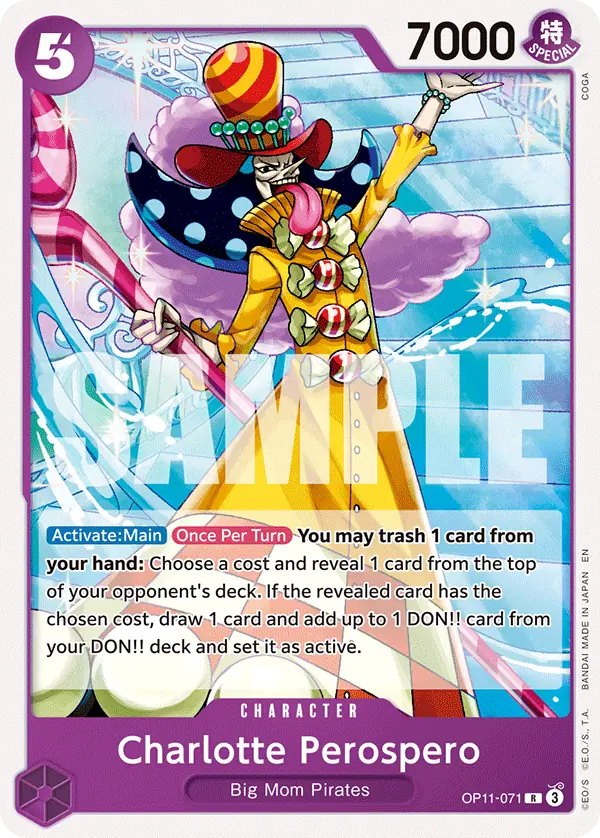 5
7000
特
SPECIAL
COGA
SAMPLE
Activate:Main Once Per Turn You may trash 1 card from
your hand: Choose a cost and reveal 1 card from the top
of your opponent's deck. If the revealed card has the
chosen cost, draw 1 card and add up to 1 DON!! card from
your DON!! deck and set it as active.
CHARACTER
Charlotte Perospero
Big Mom Pirates
OP11-071 R 3
©EO/S ©E.O./S., T.A. BANDAI MADE IN JAPAN EN